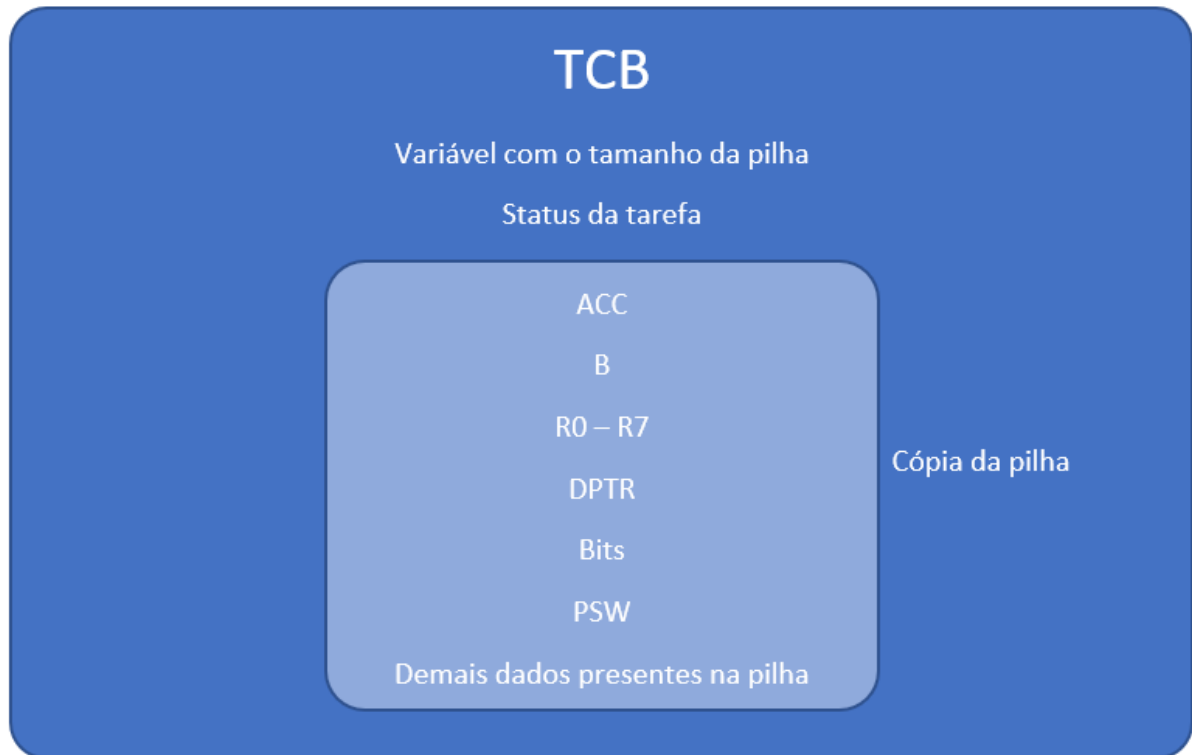 TCB
Variável com o tamanho da pilha
Status da tarefa
ACC
B
R0 – R7
DPTR
Bits
PSW
Demais dados presentes na pilha
Cópia da pilha